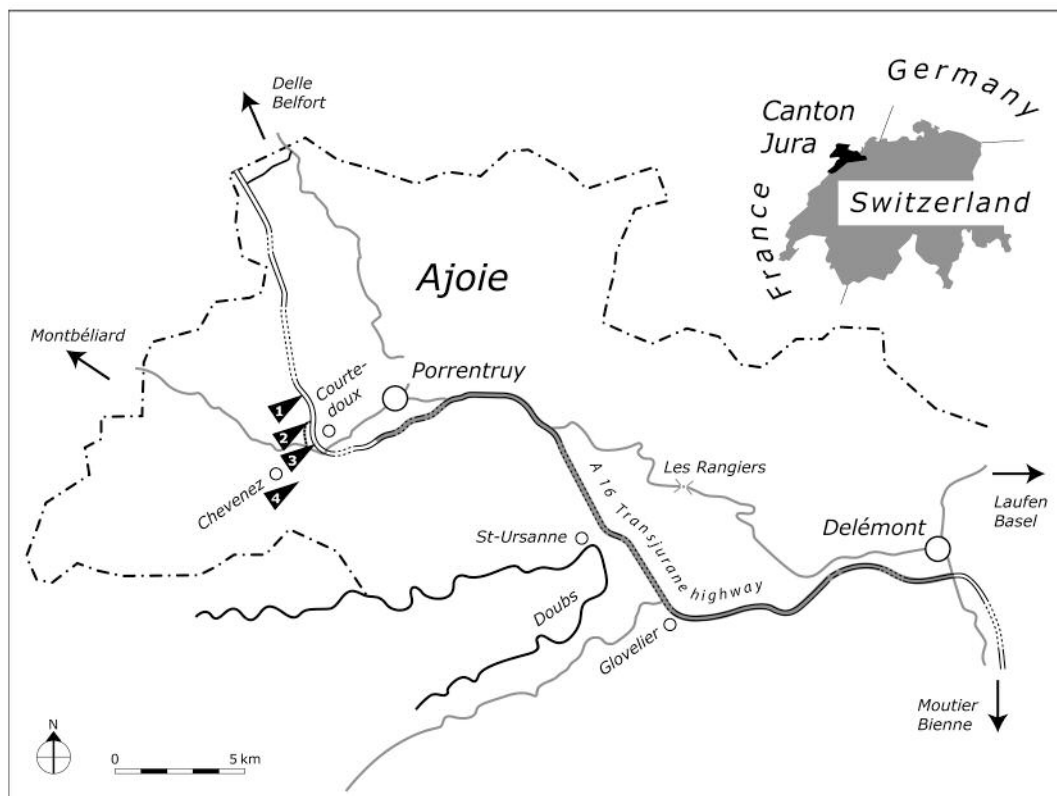 Delle
Belfort
Germany
Canton
Jura
France
Switzerland
Ajoie
Montbéliard
Courte-
doux
Porrentruy
1
2
3
4
Chevenez
Les Rangiers
A 16 Transjurane highway
Laufen
Basel
Delémont
St-Ursanne
Doubs
Glovelier
Moutier
Bienne
N
0 5 km